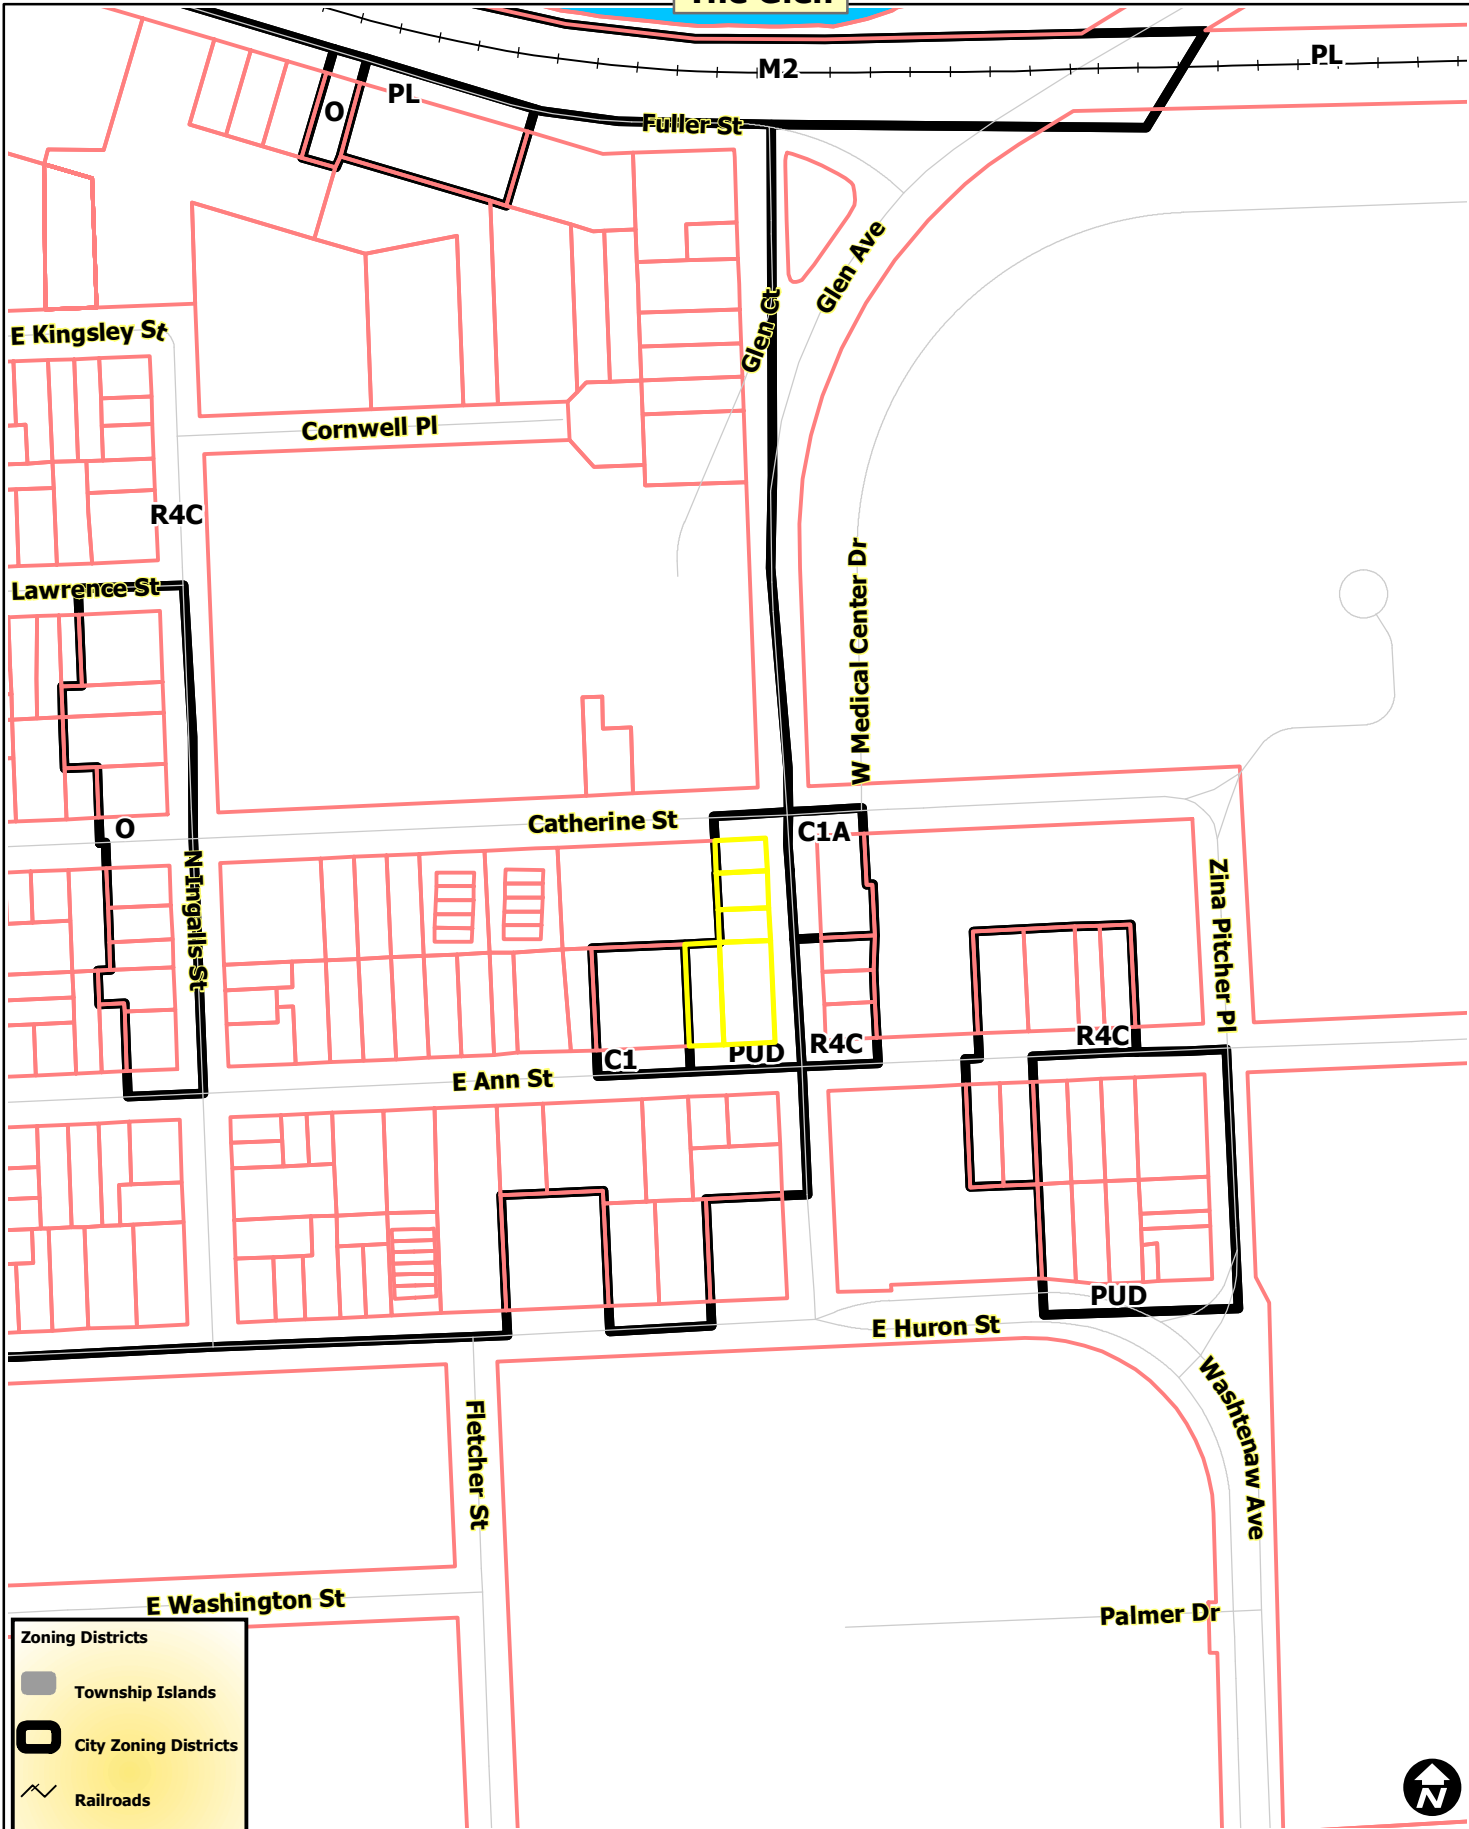 The Glen
M2
PL
PL
O
Fuller St
Glen Ave
Glen Ct
E Kingsley St
Cornwell Pl
R4C
Lawrence St
W Medical Center Dr
Catherine St
C1A
O
N Ingalls St
Zina Pitcher Pl
R4C
R4C
PUD
C1
E Ann St
PUD
E Huron St
Washtenaw Ave
Fletcher St
E Washington St
Palmer Dr
Zoning Districts
Township Islands
City Zoning Districts
Railroads
N